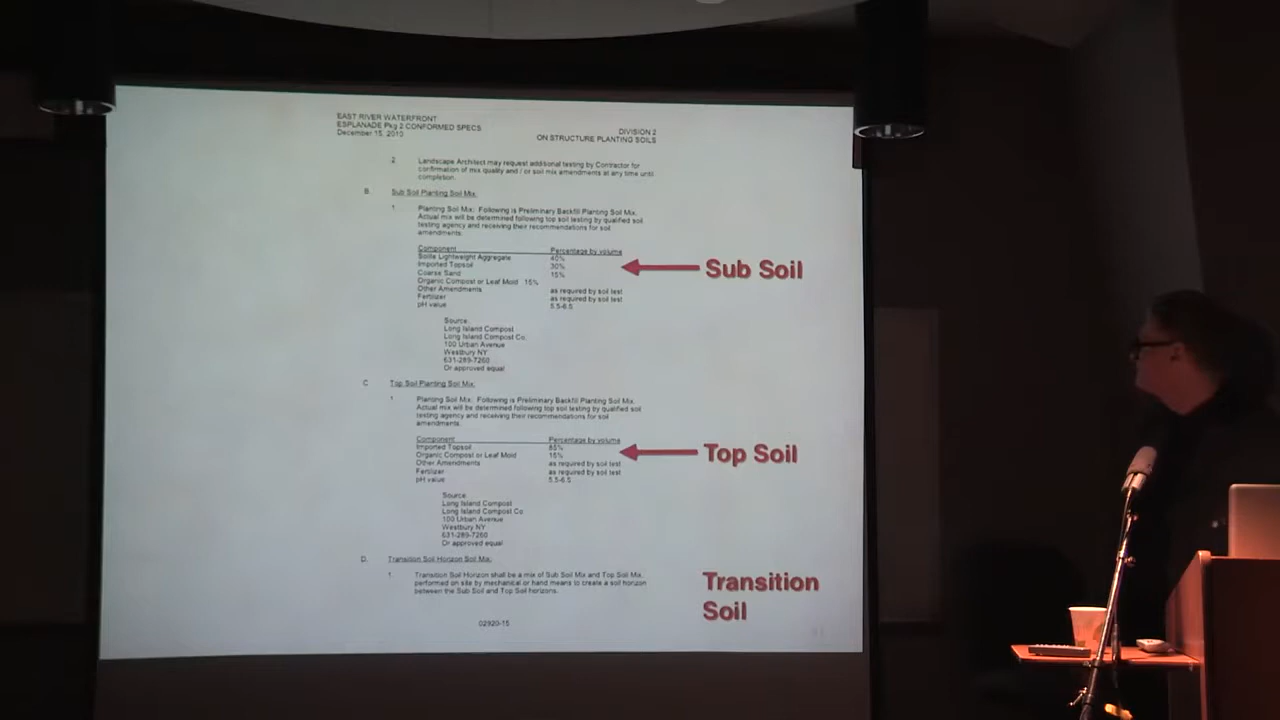 EAST RIVER WATERFRONT
ESPLANADE Pkg 2 CONFORMED SPECS
December 15, 2010
DIVISION 2
ON STRUCTURE PLANTING SOILS
2. Landscape Architect may request additional testing by Contractor for
confirmation of mix quality and / or soil mix amendments at any time until
completion.
B. Sub Soil Planting Soil Mix.
1. Planting Soil Mix: Following is Preliminary Backfill Planting Soil Mix.
Actual mix will be determined following top soil testing by qualified soil
testing agency and receiving their recommendations for soil
amendments.
Component Percentage by volume
Solite Lightweight Aggregate 40%
Imported Topsoil 30%
Coarse Sand 15%
Organic Compost or Leaf Mold 15%
Other Amendments as required by soil test
Fertilizer as required by soil test
pH value 5.5-6.5
Sub Soil
Source:
Long Island Compost
Long Island Compost Co.
100 Urban Avenue
Westbury NY
631-289-7260
Or approved equal
C. Top Soil Planting Soil Mix.
1. Planting Soil Mix: Following is Preliminary Backfill Planting Soil Mix.
Actual mix will be determined following top soil testing by qualified soil
testing agency and receiving their recommendations for soil
amendments.
Component Percentage by volume
Imported Topsoil 85%
Organic Compost or Leaf Mold 15%
Other Amendments as required by soil test
Fertilizer as required by soil test
pH value 5.5-6.5
Top Soil
Source
Long Island Compost
Long Island Compost Co
100 Urban Avenue
Westbury NY
631-289-7260
Or approved equal
D. Transition Soil Horizon Soil Mix.
1. Transition Soil Horizon shall be a mix of Sub Soil Mix and Top Soil Mix
performed on site by mechanical or hand means to create a soil horizon
between the Sub Soil and Top Soil horizons.
Transition
Soil
02920-15